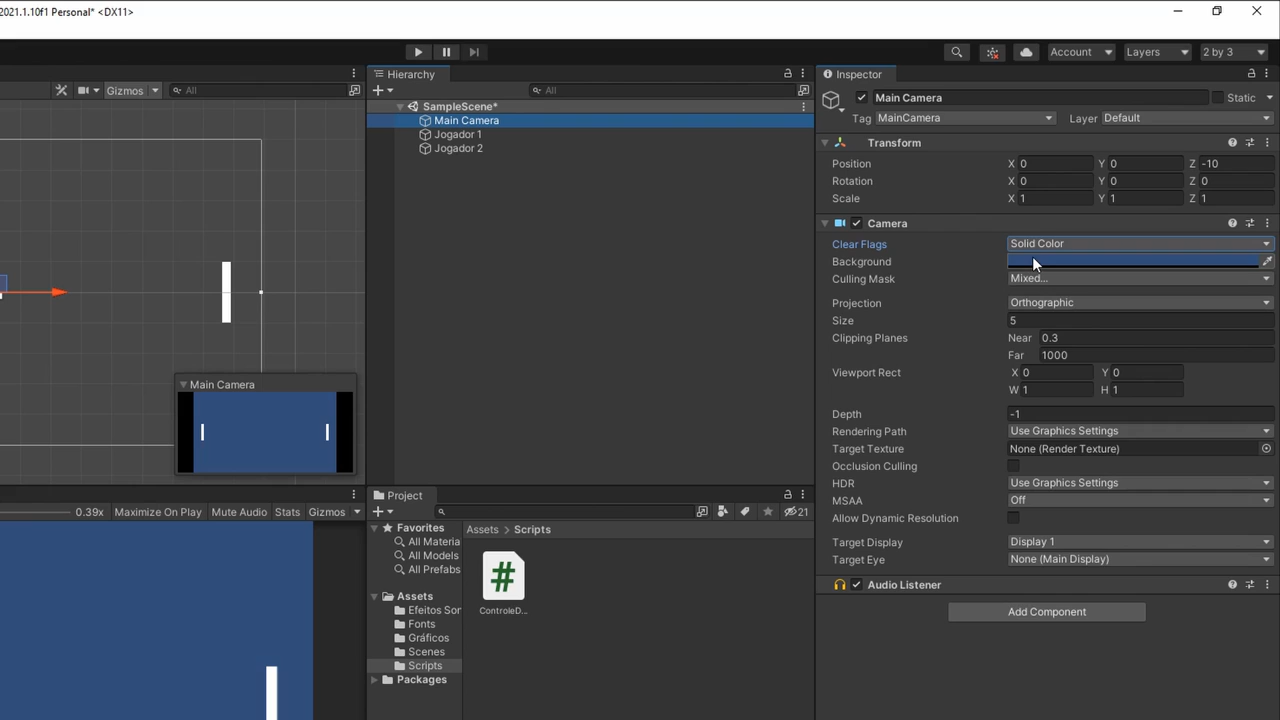 2021.1.10f1 Personal* <DX11>
Account
Layers
2 by 3
Gizmos
All
Main Camera
0.39x
Maximize On Play
Mute Audio
Stats
Gizmos
Hierarchy
All
SampleScene*
Main Camera
Jogador 1
Jogador 2
Project
21
Favorites
All Materia
All Models
All Prefabs
Assets
Efeitos Sor
Fonts
Gráficos
Scenes
Scripts
Packages
Assets > Scripts
#
ControleD...
Inspector
Main Camera Static
Tag MainCamera Layer Default
Transform
Position X 0 Y 0 Z -10
Rotation X 0 Y 0 Z 0
Scale X 1 Y 1 Z 1
Camera
Clear Flags Solid Color
Background
Culling Mask Mixed...
Projection Orthographic
Size 5
Clipping Planes Near 0.3
Far 1000
Viewport Rect X 0 Y 0
W 1 H 1
Depth -1
Rendering Path Use Graphics Settings
Target Texture None (Render Texture)
Occlusion Culling
HDR Use Graphics Settings
MSAA Off
Allow Dynamic Resolution
Target Display Display 1
Target Eye None (Main Display)
Audio Listener
Add Component